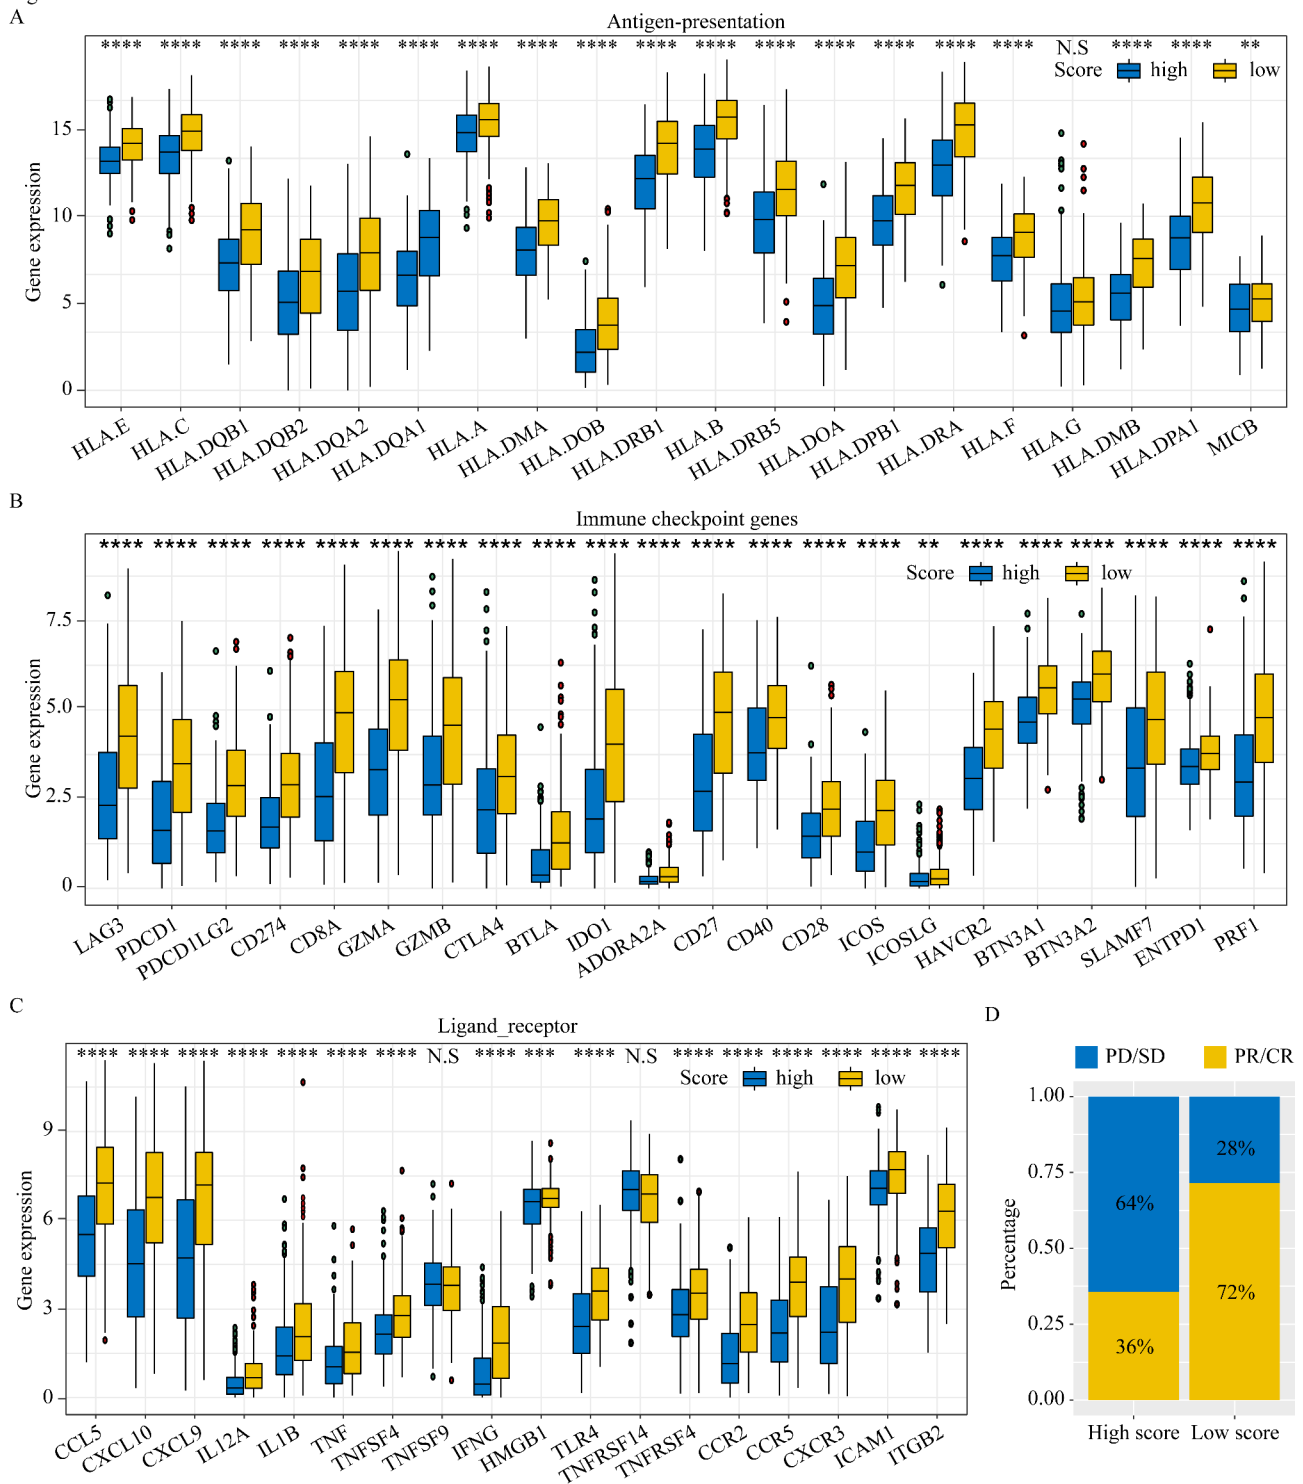 A
Antigen-presentation
**** **** **** **** **** **** **** **** **** **** **** **** **** **** **** **** N.S **** **** **
Score high low
Gene expression
15
10
5
0
HLA.E HLA.C HLA.DQB1 HLA.DQB2 HLA.DQA2 HLA.DQA1 HLA.A HLA.DMA HLA.DOB HLA.DRB1 HLA.B HLA.DRB5 HLA.DOA HLA.DPB1 HLA.DRA HLA.F HLA.G HLA.DMB HLA.DPA1 MICB
B
Immune checkpoint genes
**** **** **** **** **** **** **** **** **** **** **** **** **** **** **** ** **** **** **** **** **** ****
Score high low
Gene expression
7.5
5.0
2.5
0
LAG3 PDCD1 PDCD1LG2 CD274 CD8A GZMA GZMB CTLA4 BTLA IDO1 ADORA2A CD27 CD40 CD28 ICOS ICOSLG HAVCR2 BTN3A1 BTN3A2 SLAMF7 ENTPD1 PRF1
C
Ligand_receptor
**** **** **** **** **** **** **** N.S **** *** **** N.S **** **** **** **** **** ****
Score high low
Gene expression
9
6
3
0
CCL5 CXCL10 CXCL9 IL12A IL1B TNF TNFSF4 TNFSF9 IFNG HMGB1 TLR4 TNFRSF14 TNFRSF4 CCR2 CCR5 CXCR3 ICAM1 ITGB2
D
PD/SD PR/CR
Percentage
1.00
0.75
0.50
0.25
0.00
28%
64%
72%
36%
High score Low score